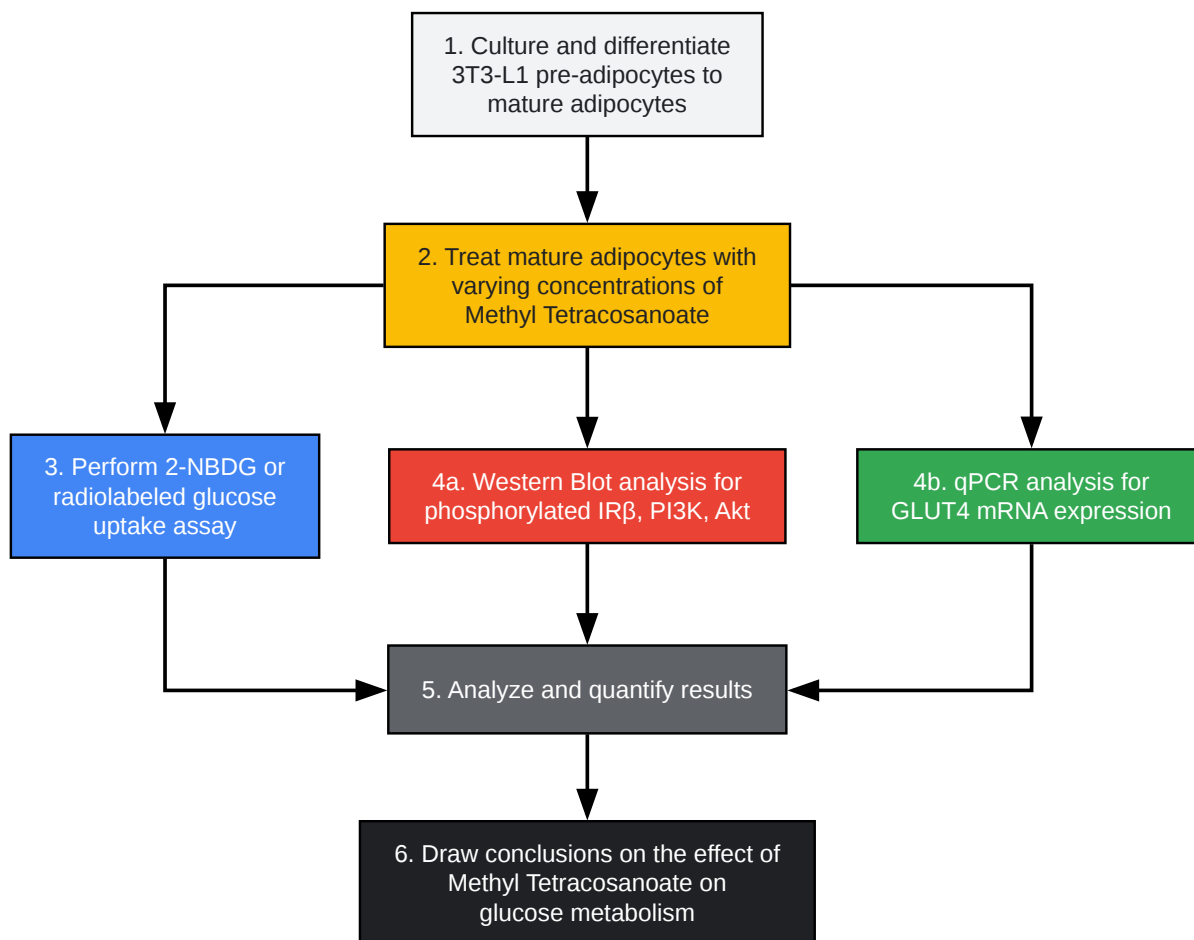 1. Culture and differentiate
3T3-L1 pre-adipocytes to
mature adipocytes
2. Treat mature adipocytes with
varying concentrations of
Methyl Tetracosanoate
3. Perform 2-NBDG or
radiolabeled glucose
uptake assay
4a. Western Blot analysis for
phosphorylated IRβ, PI3K, Akt
4b. qPCR analysis for
GLUT4 mRNA expression
5. Analyze and quantify results
6. Draw conclusions on the effect of
Methyl Tetracosanoate on
glucose metabolism